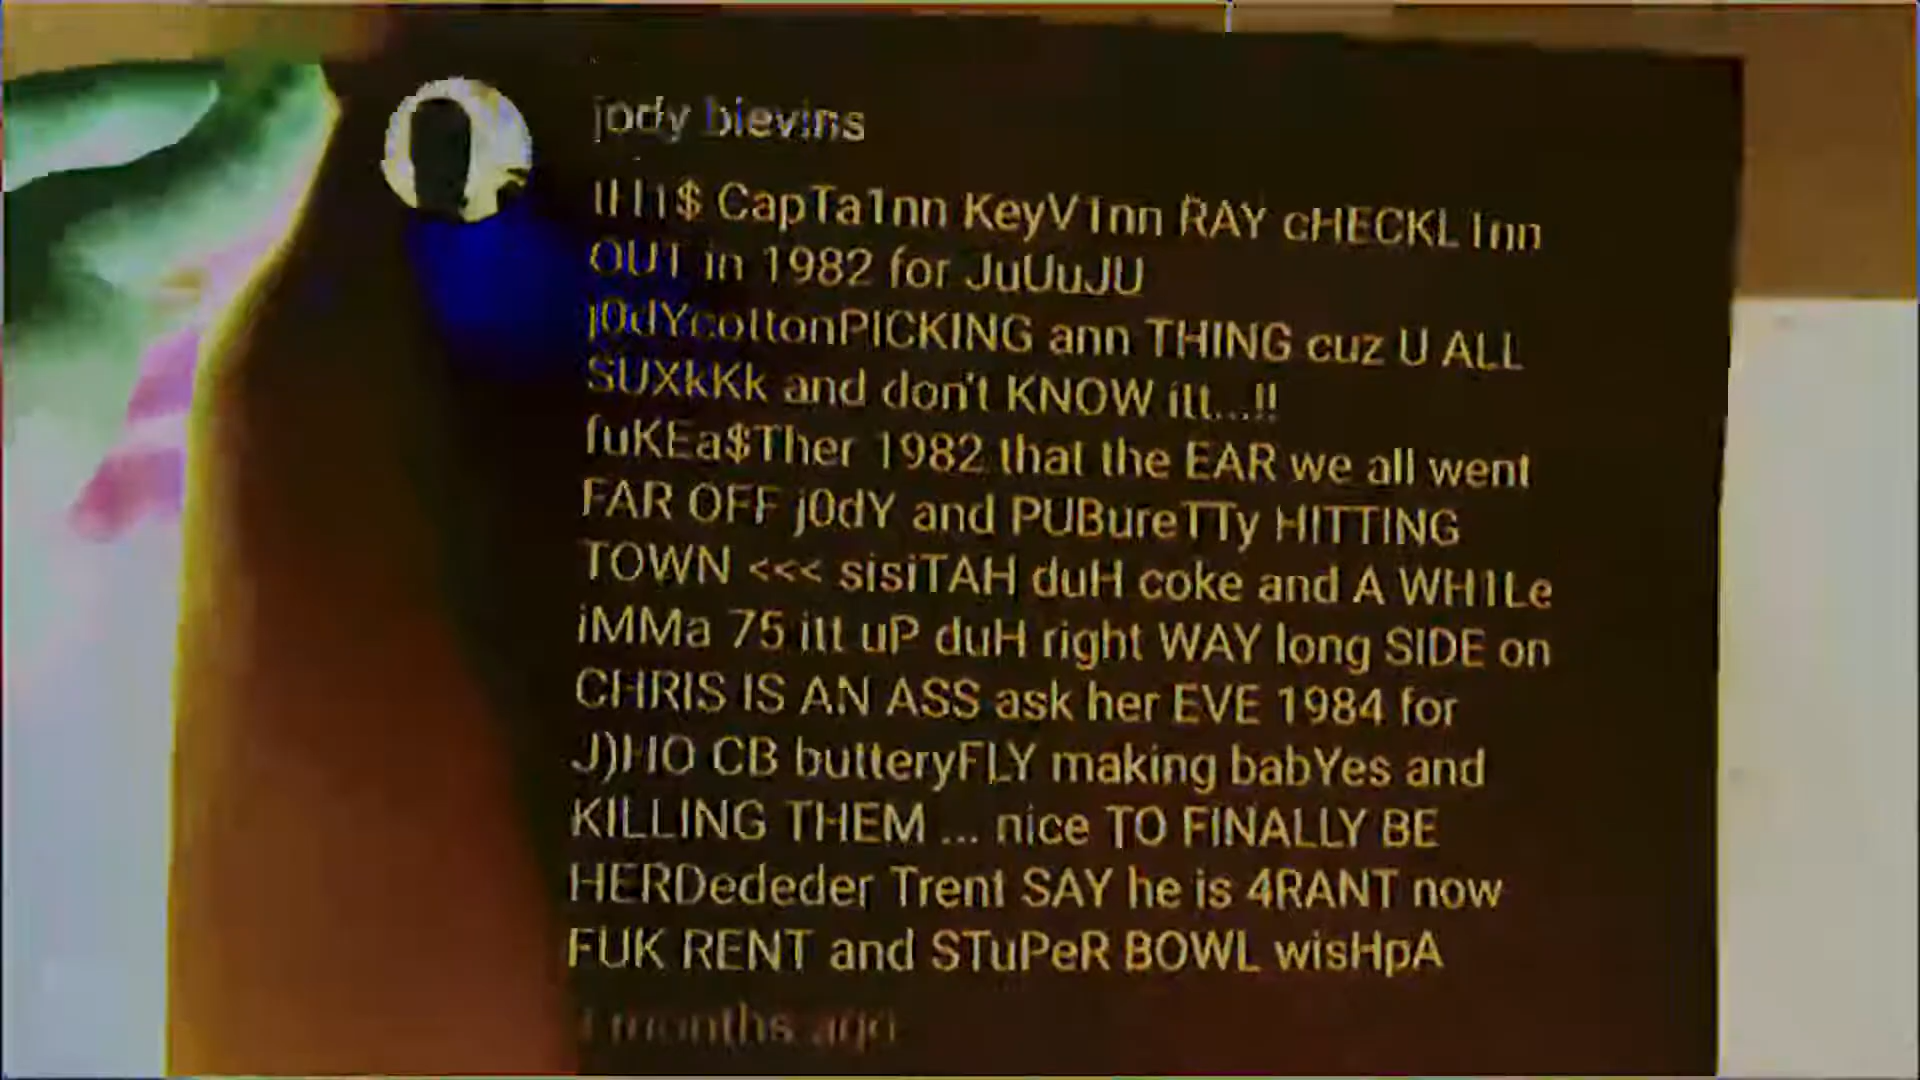 jody blevins
tH1$ CapTa1nn KeyV1nn RAY cHECKL1nn
OUT in 1982 for JuUuJU
j0dYcottonPICKING ann THING cuz U ALL
SUXkKk and don't KNOW itt...!!
fuKEa$Ther 1982 that the EAR we all went
FAR OFF j0dY and PUBureTTy HITTING
TOWN <<< sisiTAH duH coke and A WH1Le
iMMa 75 itt uP duH right WAY long SIDE on
CHRIS IS AN ASS ask her EVE 1984 for
J)HO CB butteryFLY making babYes and
KILLING THEM ... nice TO FINALLY BE
HERDededer Trent SAY he is 4RANT now
FUK RENT and STuPeR BOWL wisHpA
months ago